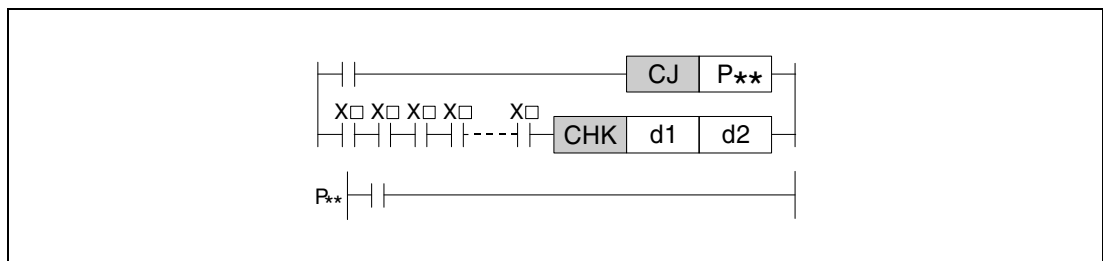 CJ P**
X□ X□ X□ X□ X□
CHK d1 d2
P**